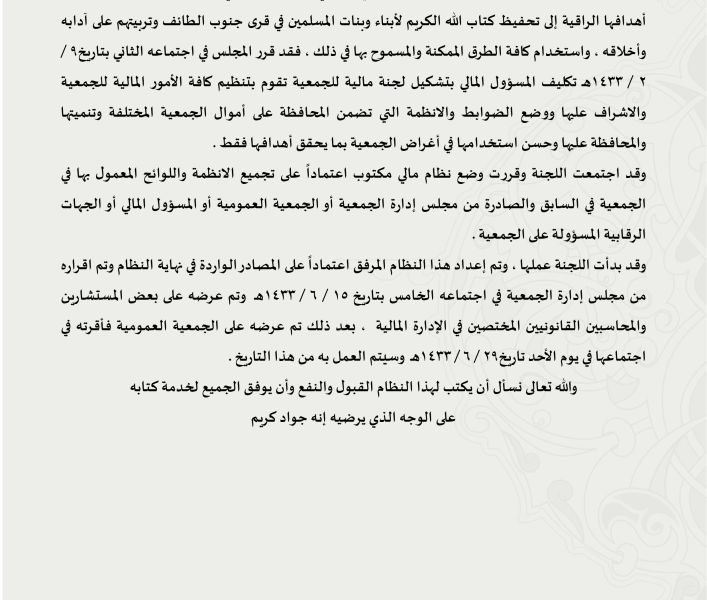 أهدافها الراقية إلى تحفيظ كتاب الله الكريم لأبناء وبنات المسلمين في قرى جنوب الطائف وتربيتهم على آدابه
وأخلاقه ، واستخدام كافة الطرق الممكنة والمسموح بها في ذلك ، فقد قرر المجلس في اجتماعه الثاني بتاريخ٩ /
٢ / ١٤٣٣هـ تكليف المسؤول المالي بتشكيل لجنة مالية للجمعية تقوم بتنظيم كافة الأمور المالية للجمعية
والاشراف عليها ووضع الضوابط والانظمة التي تضمن المحافظة على أموال الجمعية المختلفة وتنميتها
والمحافظة عليها وحسن استخدامها في أغراض الجمعية بما يحقق أهدافها فقط .
وقد اجتمعت اللجنة وقررت وضع نظام مالي مكتوب اعتماداً على تجميع الانظمة واللوائح المعمول بها في
الجمعية في السابق والصادرة من مجلس إدارة الجمعية أو الجمعية العمومية أو المسؤول المالي أو الجهات
الرقابية المسؤولة على الجمعية .
وقد بدأت اللجنة عملها ، وتم إعداد هذا النظام المرفق اعتماداً على المصادر الواردة في نهاية النظام وتم اقراره
من مجلس إدارة الجمعية في اجتماعه الخامس بتاريخ ١٥ / ٦ / ١٤٣٣هـ وتم عرضه على بعض المستشارين
والمحاسبين القانونيين المختصين في الإدارة المالية ، بعد ذلك تم عرضه على الجمعية العمومية فأقرته في
اجتماعها في يوم الأحد تاريخ٢٩ / ٦ / ١٤٣٣هـ وسيتم العمل به من هذا التاريخ .
والله تعالى نسأل أن يكتب لهذا النظام القبول والنفع وأن يوفق الجميع لخدمة كتابه
على الوجه الذي يرضيه إنه جواد كريم